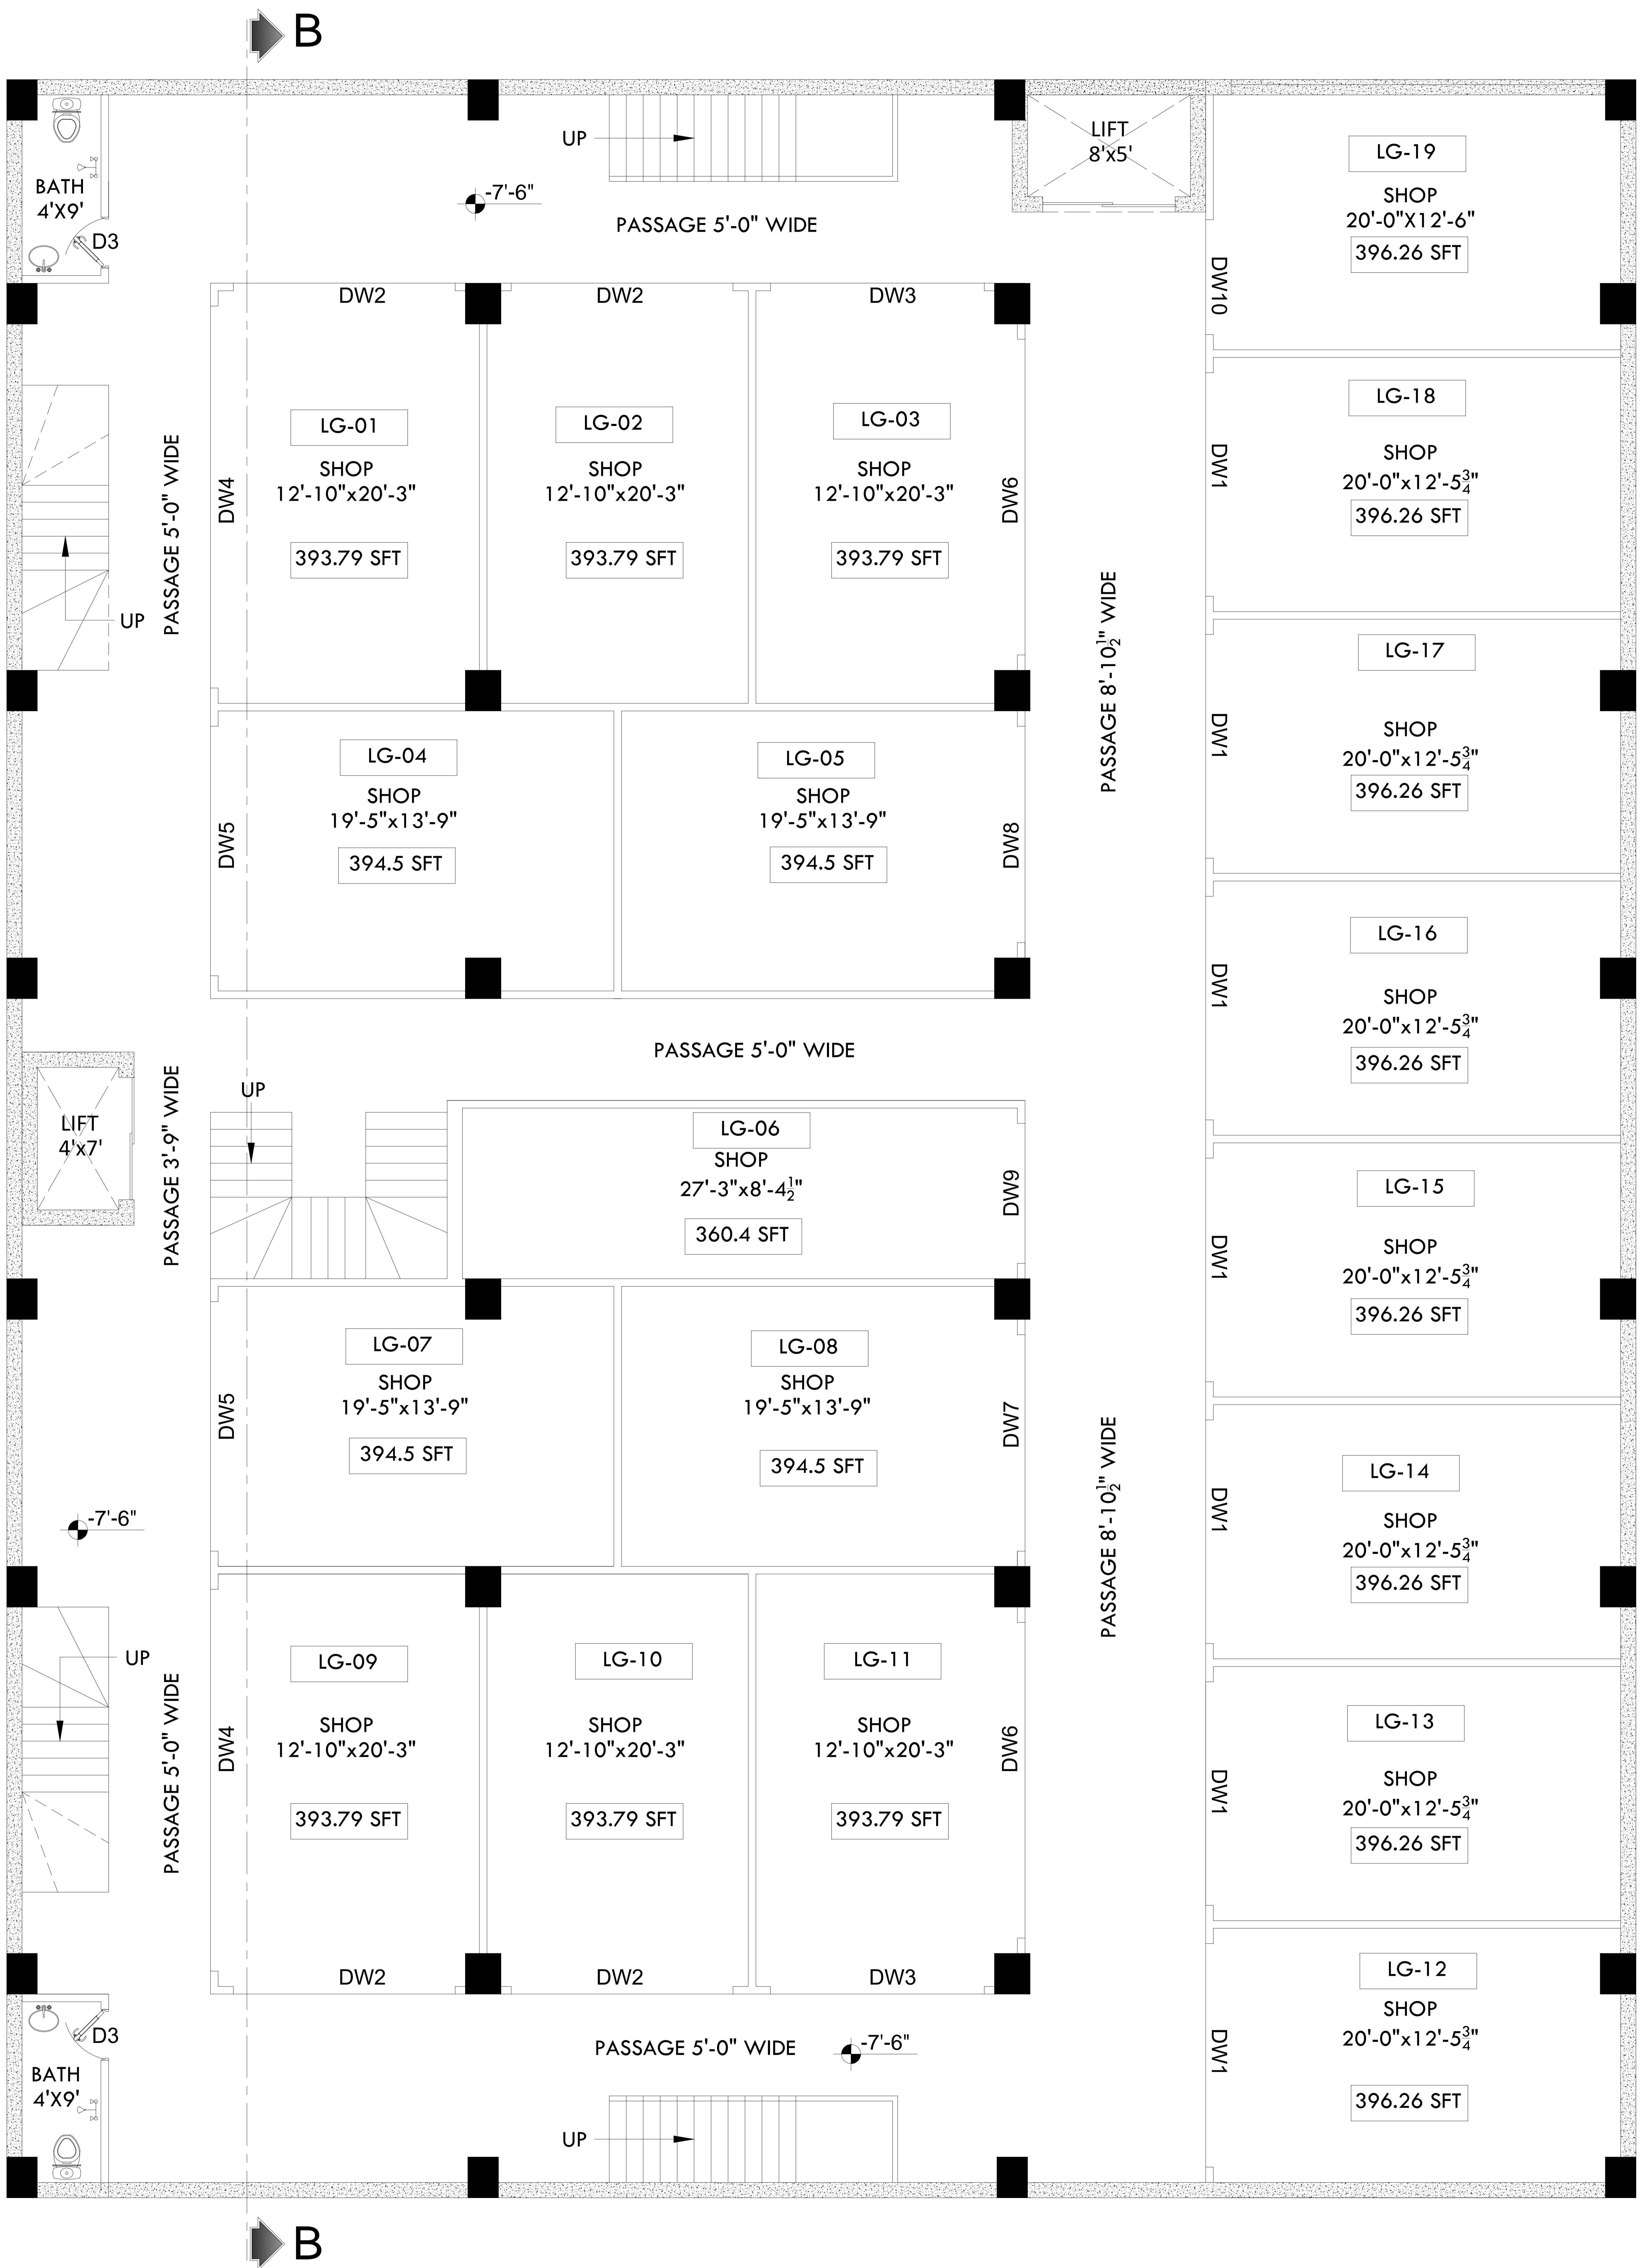 B
LIFT
8'x5'
UP
BATH
4'X9'
D3
-7'-6"
PASSAGE 5'-0" WIDE
LG-19
SHOP
20'-0"X12'-6"
396.26 SFT
DW10
DW2
DW2
DW3
LG-01
SHOP
12'-10"x20'-3"
393.79 SFT
DW4
LG-02
SHOP
12'-10"x20'-3"
393.79 SFT
LG-03
SHOP
12'-10"x20'-3"
393.79 SFT
DW6
PASSAGE 5'-0" WIDE
UP
LG-18
SHOP
20'-0"x12'-5¾"
396.26 SFT
DW1
PASSAGE 8'-10½" WIDE
LG-17
SHOP
20'-0"x12'-5¾"
396.26 SFT
DW1
LG-04
SHOP
19'-5"x13'-9"
394.5 SFT
DW5
LG-05
SHOP
19'-5"x13'-9"
394.5 SFT
DW8
LG-16
SHOP
20'-0"x12'-5¾"
396.26 SFT
DW1
PASSAGE 5'-0" WIDE
LIFT
4'x7'
PASSAGE 3'-9" WIDE
UP
LG-06
SHOP
27'-3"x8'-4½"
360.4 SFT
DW9
LG-15
SHOP
20'-0"x12'-5¾"
396.26 SFT
DW1
LG-07
SHOP
19'-5"x13'-9"
394.5 SFT
DW5
LG-08
SHOP
19'-5"x13'-9"
394.5 SFT
DW7
PASSAGE 8'-10½" WIDE
LG-14
SHOP
20'-0"x12'-5¾"
396.26 SFT
DW1
-7'-6"
UP
PASSAGE 5'-0" WIDE
LG-09
SHOP
12'-10"x20'-3"
393.79 SFT
DW4
LG-10
SHOP
12'-10"x20'-3"
393.79 SFT
LG-11
SHOP
12'-10"x20'-3"
393.79 SFT
DW6
LG-13
SHOP
20'-0"x12'-5¾"
396.26 SFT
DW1
DW2
DW2
DW3
LG-12
SHOP
20'-0"x12'-5¾"
396.26 SFT
DW1
D3
BATH
4'X9'
PASSAGE 5'-0" WIDE
-7'-6"
UP
B